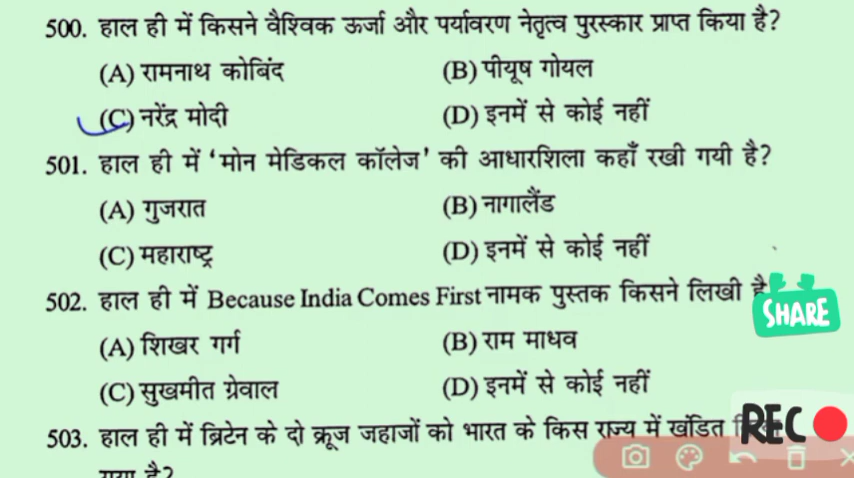 500. हाल ही में किसने वैश्विक ऊर्जा और पर्यावरण नेतृत्व पुरस्कार प्राप्त किया है?
(A) रामनाथ कोबिंद (B) पीयूष गोयल
(C) नरेंद्र मोदी (D) इनमें से कोई नहीं
501. हाल ही में 'मोन मेडिकल कॉलेज' की आधारशिला कहाँ रखी गयी है?
(A) गुजरात (B) नागालैंड
(C) महाराष्ट्र (D) इनमें से कोई नहीं
502. हाल ही में Because India Comes First नामक पुस्तक किसने लिखी है
SHARE
(A) शिखर गर्ग (B) राम माधव
(C) सुखमीत ग्रेवाल (D) इनमें से कोई नहीं
503. हाल ही में ब्रिटेन के दो क्रूज जहाजों को भारत के किस राज्य में खंडित
REC
गया है?